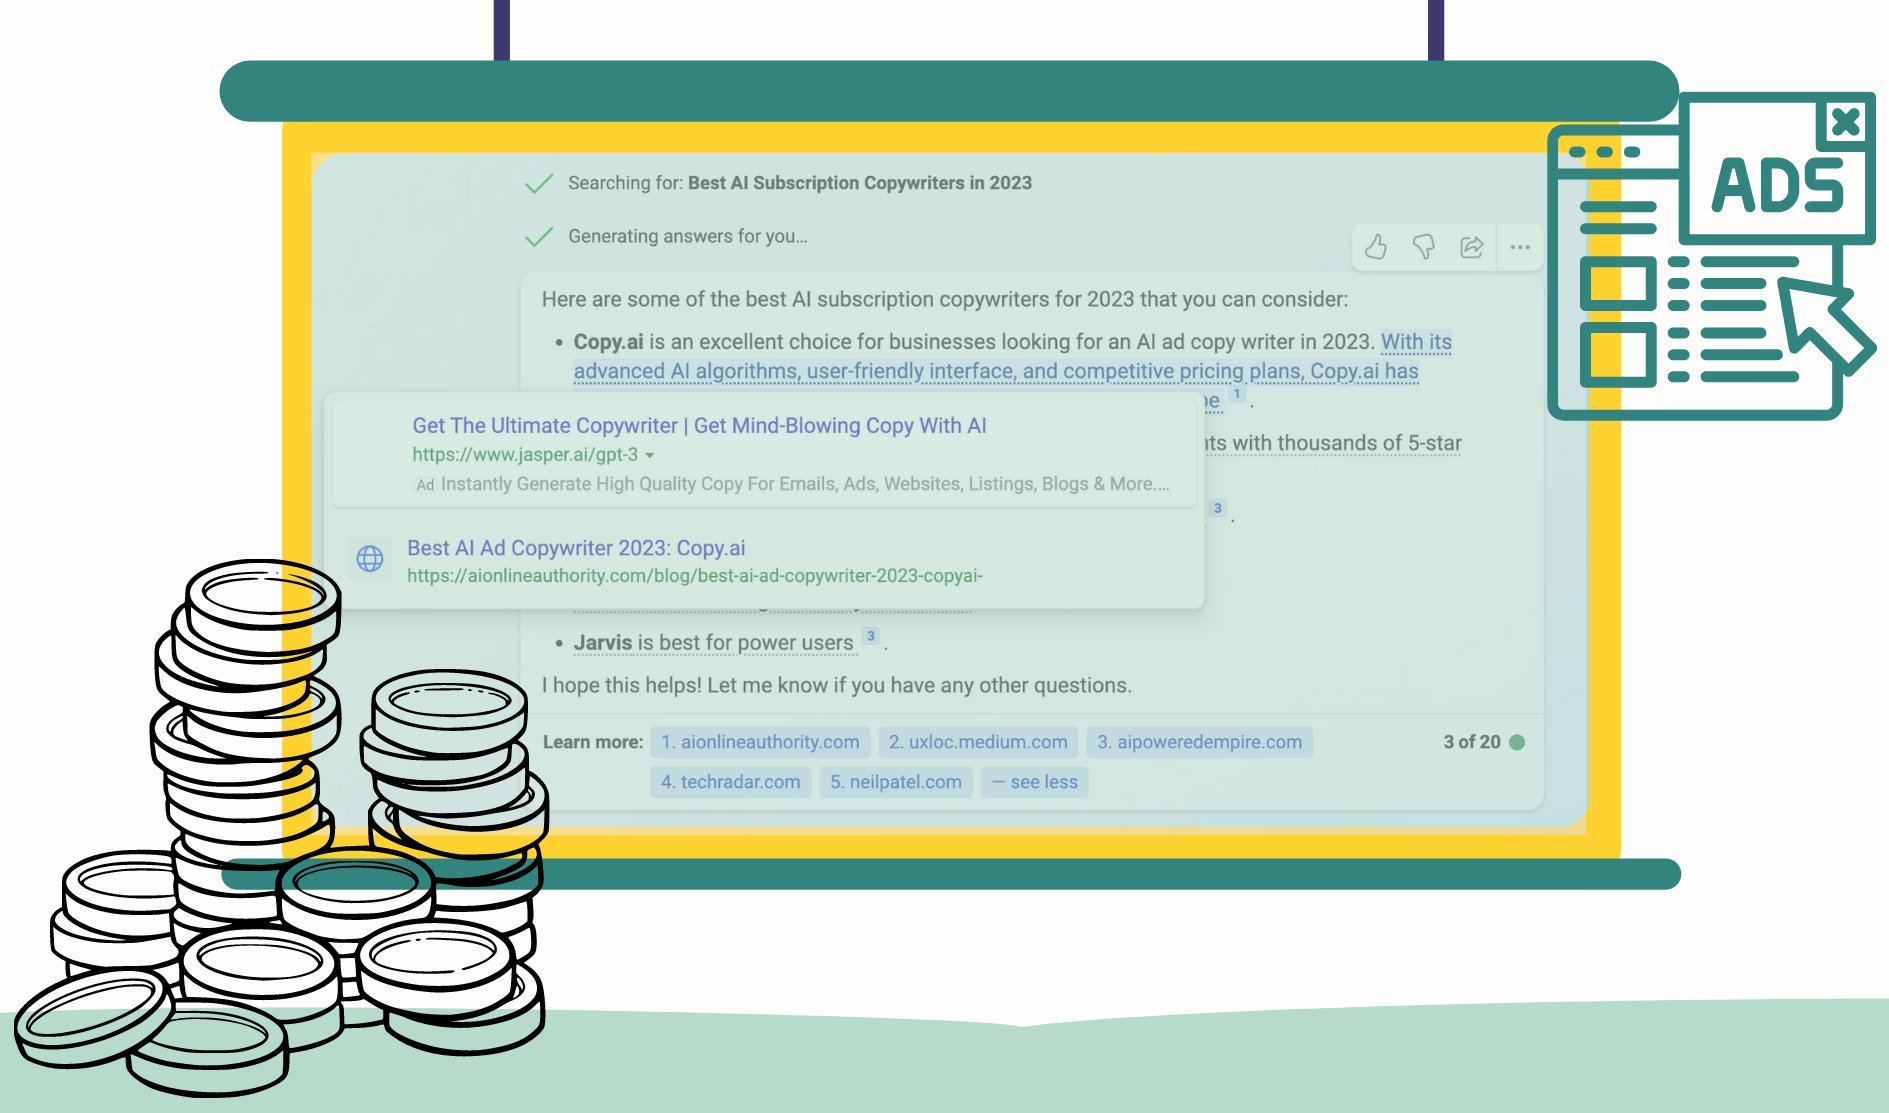 ADS
Searching for: Best AI Subscription Copywriters in 2023
Generating answers for you...
Here are some of the best AI subscription copywriters for 2023 that you can consider:
• Copy.ai is an excellent choice for businesses looking for an AI ad copy writer in 2023. With its
advanced AI algorithms, user-friendly interface, and competitive pricing plans, Copy.ai has
1 .
Get The Ultimate Copywriter | Get Mind-Blowing Copy With AI
https://www.jasper.ai/gpt-3
with thousands of 5-star
Ad Instantly Generate High Quality Copy For Emails, Ads, Websites, Listings, Blogs & More....
3 .
Best AI Ad Copywriter 2023: Copy.ai
https://aionlineauthority.com/blog/best-ai-ad-copywriter-2023-copyai-
• Jarvis is best for power users 3 .
I hope this helps! Let me know if you have any other questions.
Learn more: 1. aionlineauthority.com 2. uxloc.medium.com 3. aipoweredempire.com 3 of 20
4. techradar.com 5. neilpatel.com — see less